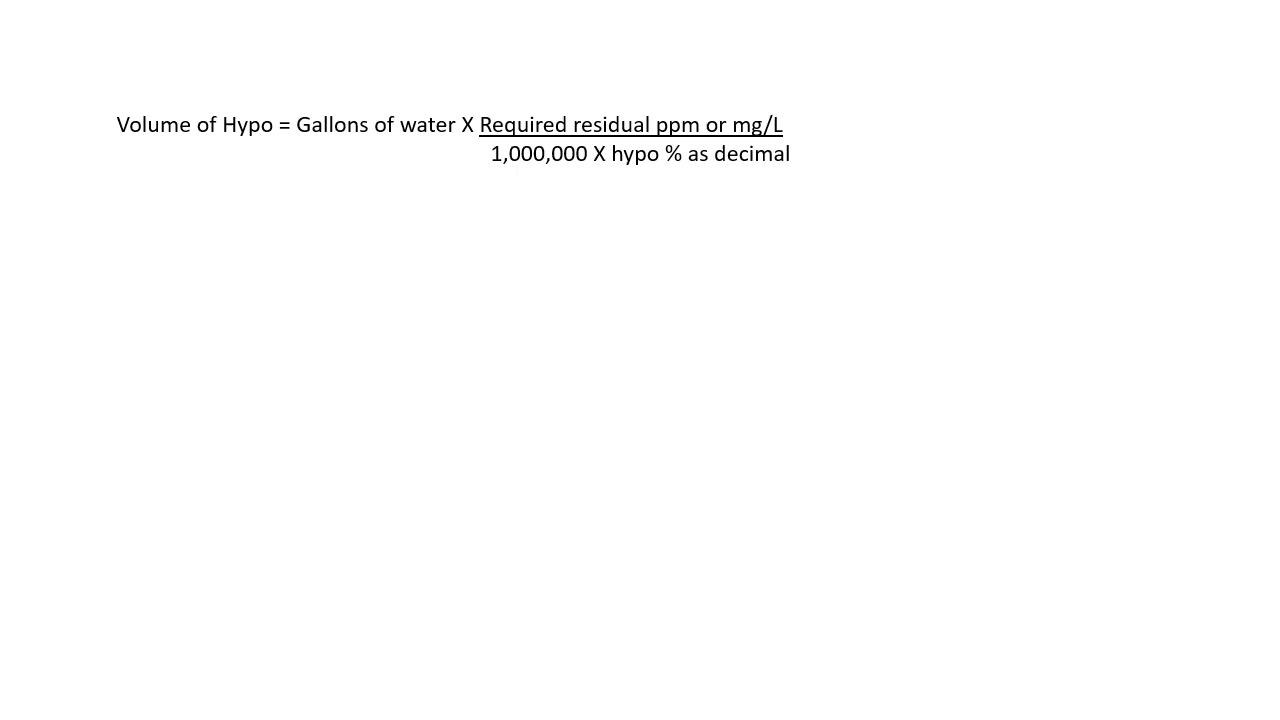 Volume of Hypo = Gallons of water X Required residual ppm or mg/L
1,000,000 X hypo % as decimal